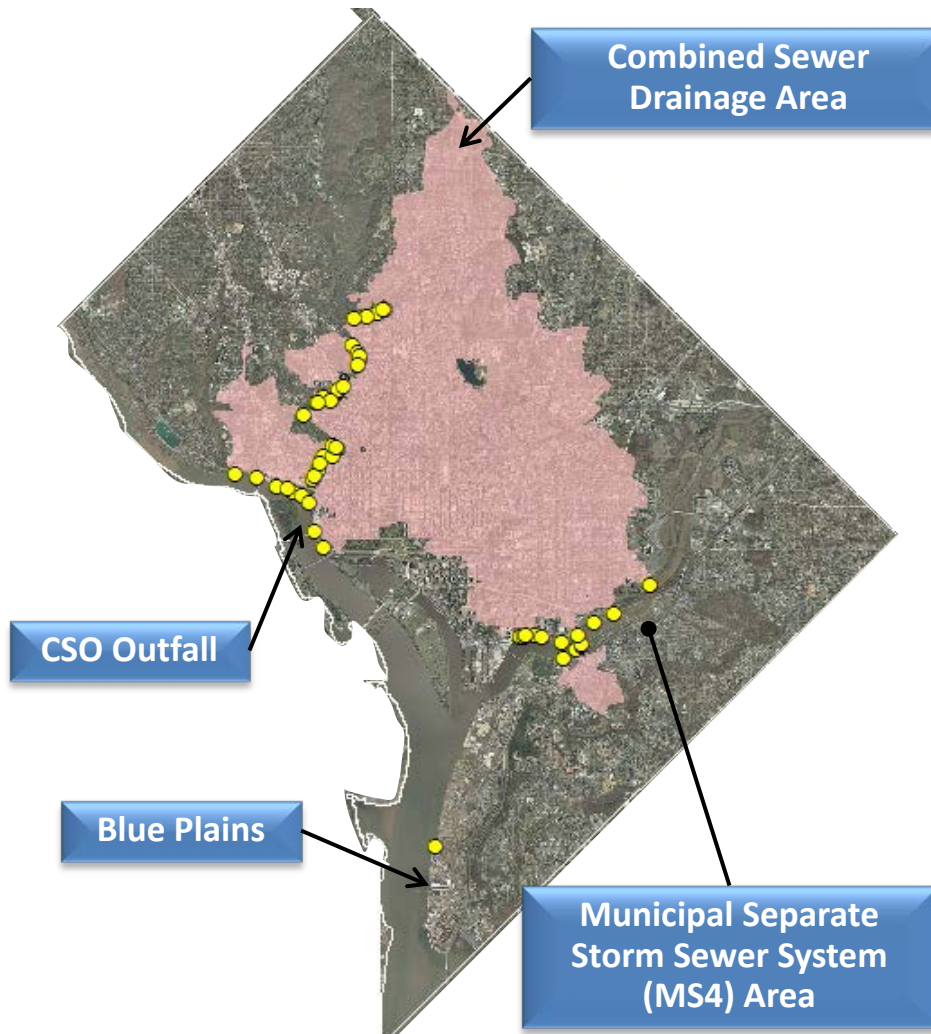 Combined Sewer
Drainage Area
CSO Outfall
Blue Plains
Municipal Separate
Storm Sewer System
(MS4) Area